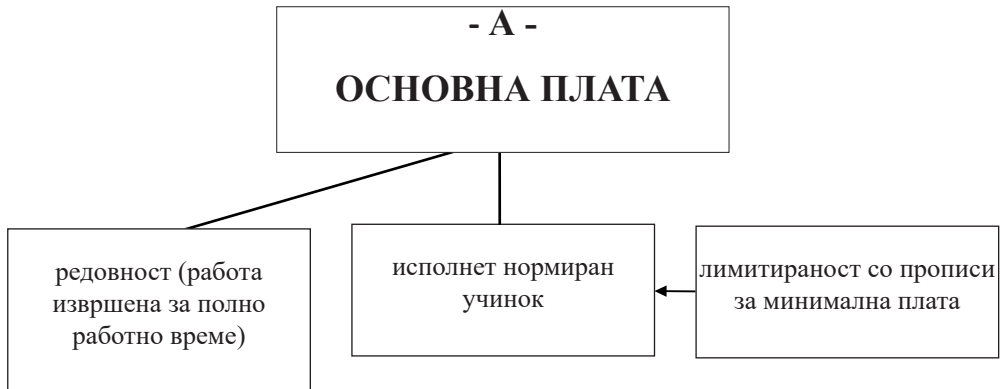 - А -
ОСНОВНА ПЛАТА
редовност (работа
извршена за полно
работно време)
исполнет нормиран
учинок
лимитираност со прописи
за минимална плата